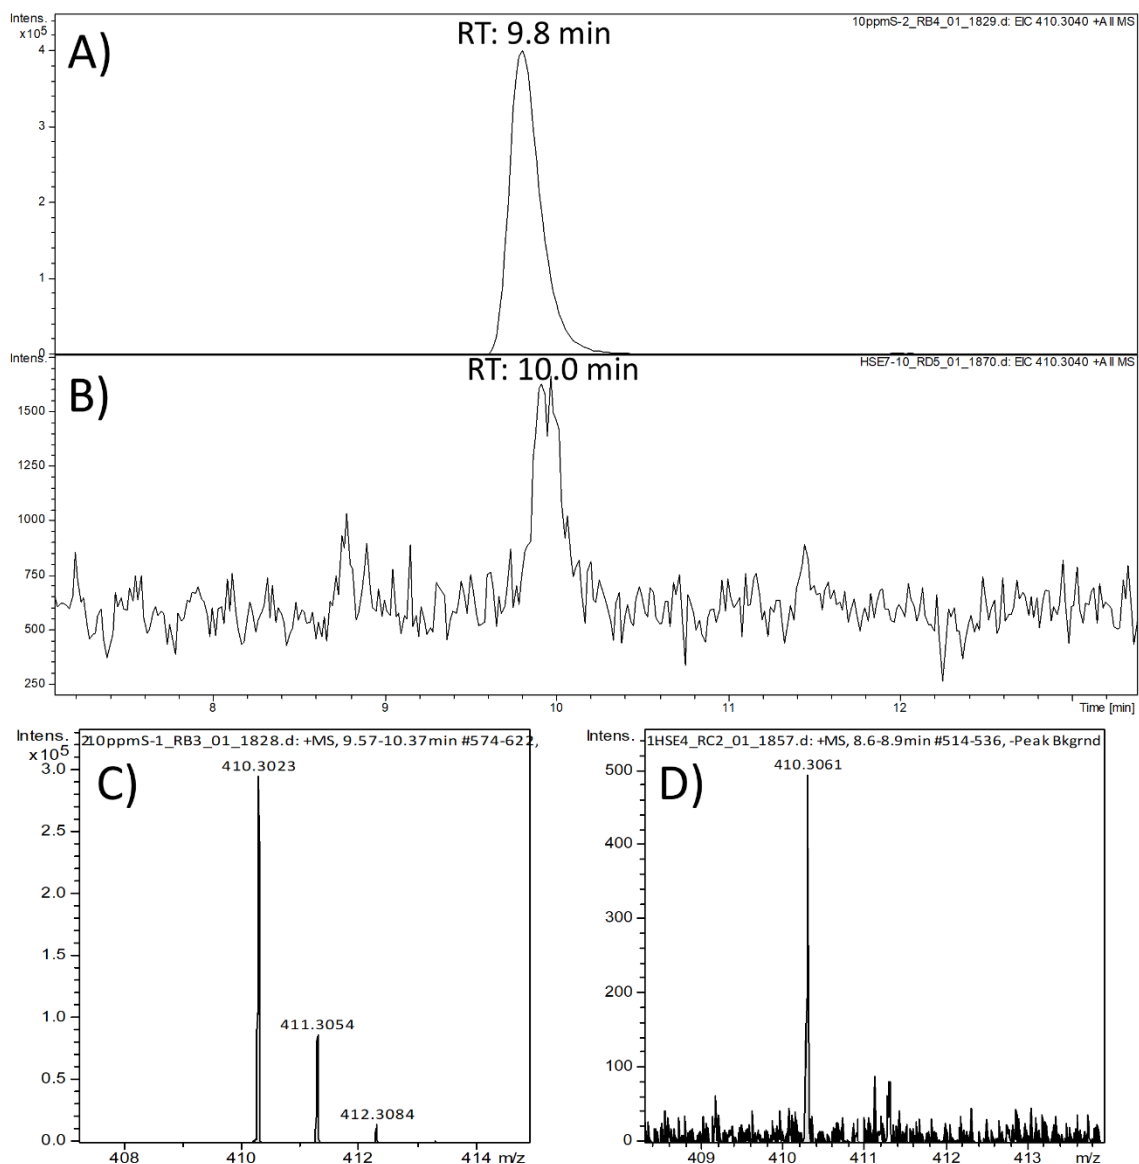 Intens.
x10⁵
A)
RT: 9.8 min
10ppmS-2_RB4_01_1829.d: EIC 410.3040 +All MS
4
3
2
1
0
Intens.
B)
RT: 10.0 min
HSE7-10_RD5_01_1870.d: EIC 410.3040 +All MS
1500
1250
1000
750
500
250
8
9
10
11
12
Time [min]
Intens.
x10⁵
10ppmS-1_RB3_01_1828.d: +MS, 9.57-10.37min #574-622,
C)
410.3023
411.3054
412.3084
3.0
2.5
2.0
1.5
1.0
0.5
0.0
408
410
412
414
m/z
Intens.
1HSE4_RC2_01_1857.d: +MS, 8.6-8.9min #514-536, -Peak Bkgrnd
D)
410.3061
500
400
300
200
100
0
409
410
411
412
413
m/z